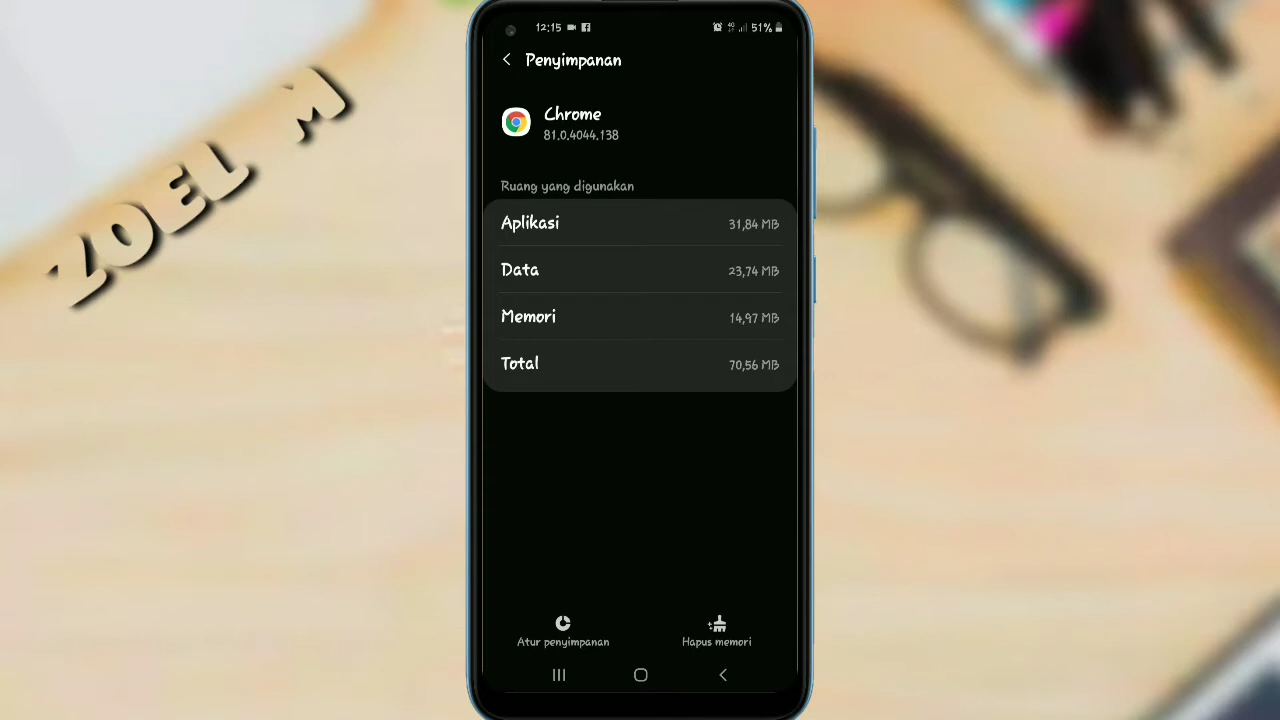 ZOEL M
12:15
4G
51%
Penyimpanan
Chrome
81.0.4044.138
Ruang yang digunakan
Aplikasi 31,84 MB
Data 23,74 MB
Memori 14,97 MB
Total 70,56 MB
Atur penyimpanan
Hapus memori